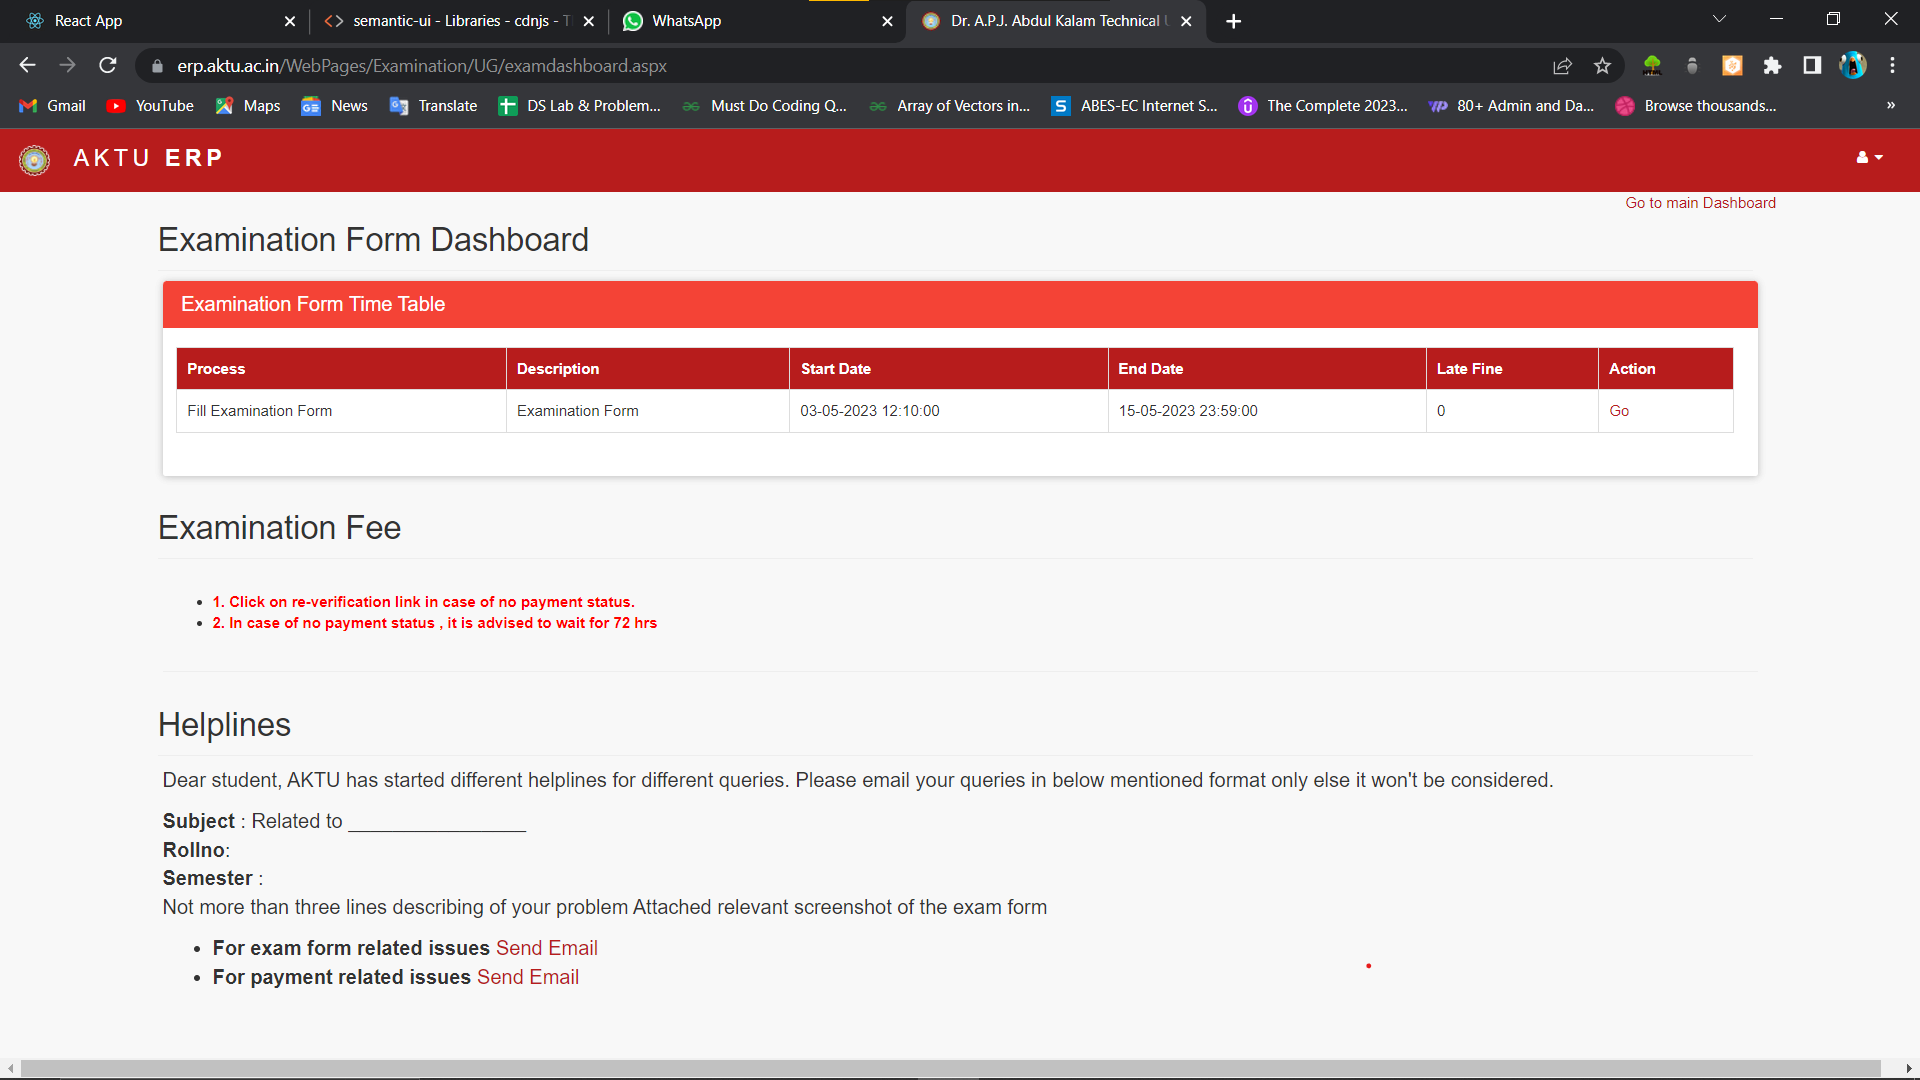 React App
semantic-ui - Libraries - cdnjs - T
WhatsApp
Dr. A.P.J. Abdul Kalam Technical U
erp.aktu.ac.in/WebPages/Examination/UG/examdashboard.aspx
Gmail
YouTube
Maps
News
Translate
DS Lab & Problem...
Must Do Coding Q...
Array of Vectors in...
ABES-EC Internet S...
The Complete 2023...
80+ Admin and Da...
Browse thousands...
»
AKTU ERP
Go to main Dashboard
Examination Form Dashboard
Examination Form Time Table
Process Description Start Date End Date Late Fine Action
Fill Examination Form Examination Form 03-05-2023 12:10:00 15-05-2023 23:59:00 0 Go
Examination Fee
• 1. Click on re-verification link in case of no payment status.
• 2. In case of no payment status , it is advised to wait for 72 hrs
Helplines
Dear student, AKTU has started different helplines for different queries. Please email your queries in below mentioned format only else it won't be considered.
Subject : Related to ________________
Rollno:
Semester :
Not more than three lines describing of your problem Attached relevant screenshot of the exam form
• For exam form related issues Send Email
• For payment related issues Send Email